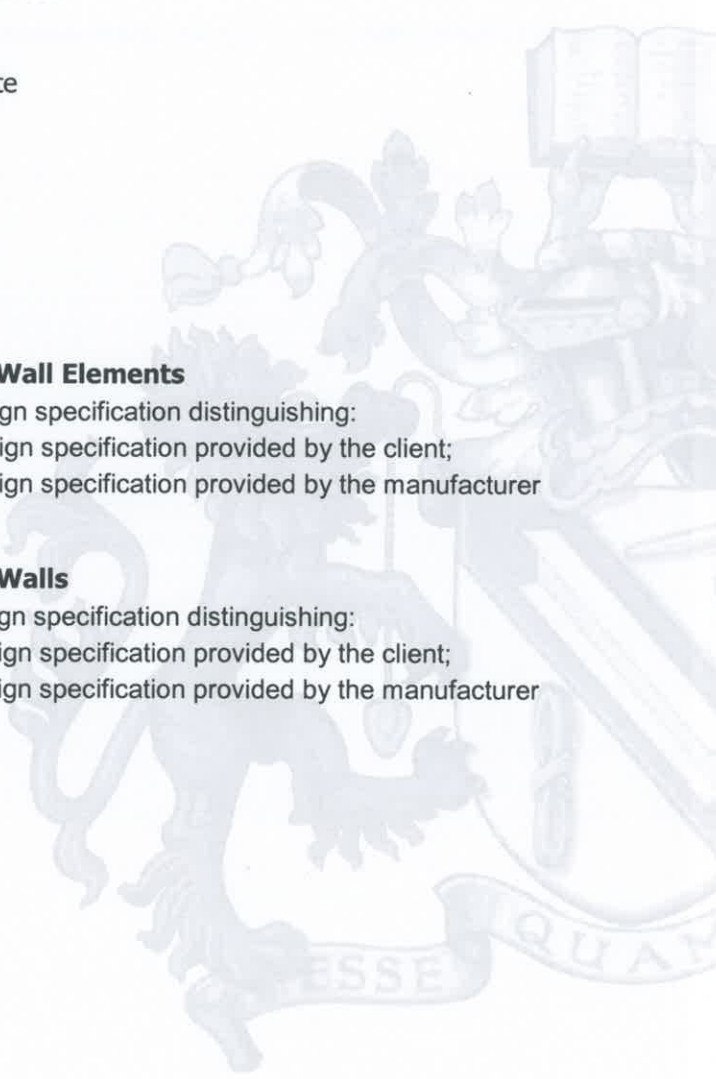 te
Wall Elements
gn specification distinguishing:
ign specification provided by the client;
ign specification provided by the manufacturer
Walls
gn specification distinguishing:
ign specification provided by the client;
ign specification provided by the manufacturer
ESSE QUAM